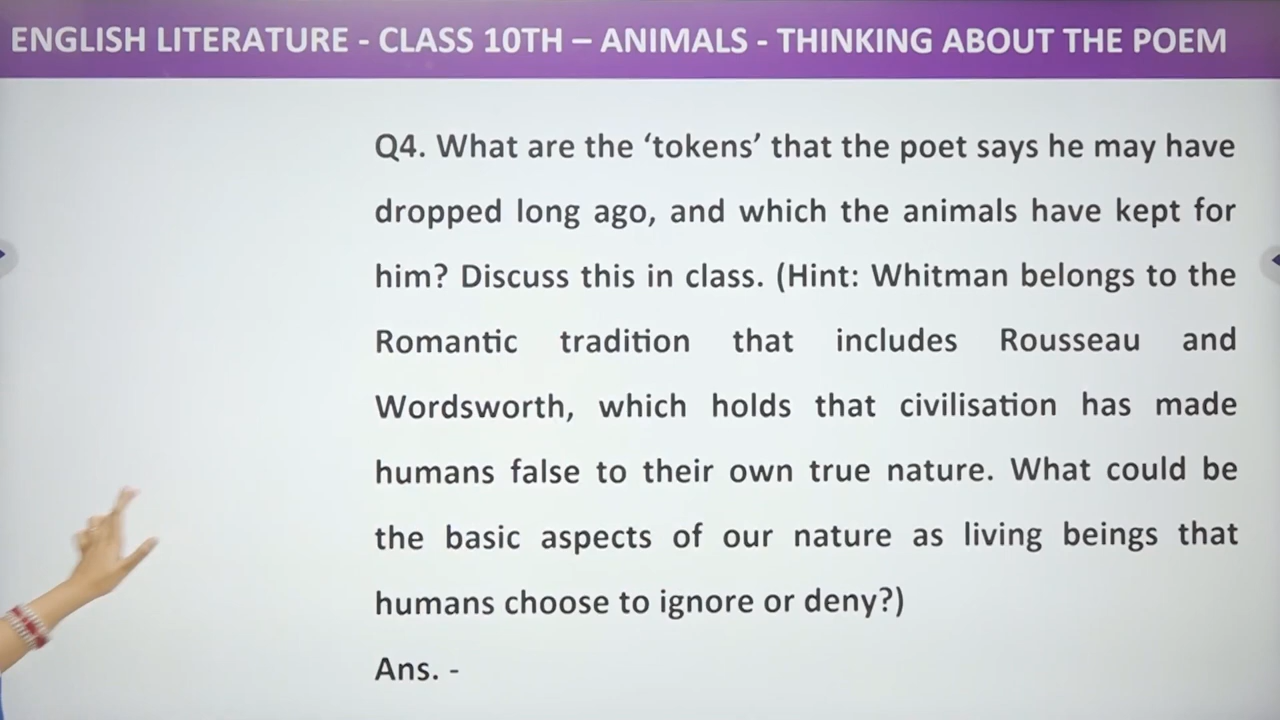 ENGLISH LITERATURE - CLASS 10TH – ANIMALS - THINKING ABOUT THE POEM
Q4. What are the ‘tokens’ that the poet says he may have
dropped long ago, and which the animals have kept for
him? Discuss this in class. (Hint: Whitman belongs to the
Romantic tradition that includes Rousseau and
Wordsworth, which holds that civilisation has made
humans false to their own true nature. What could be
the basic aspects of our nature as living beings that
humans choose to ignore or deny?)
Ans. -